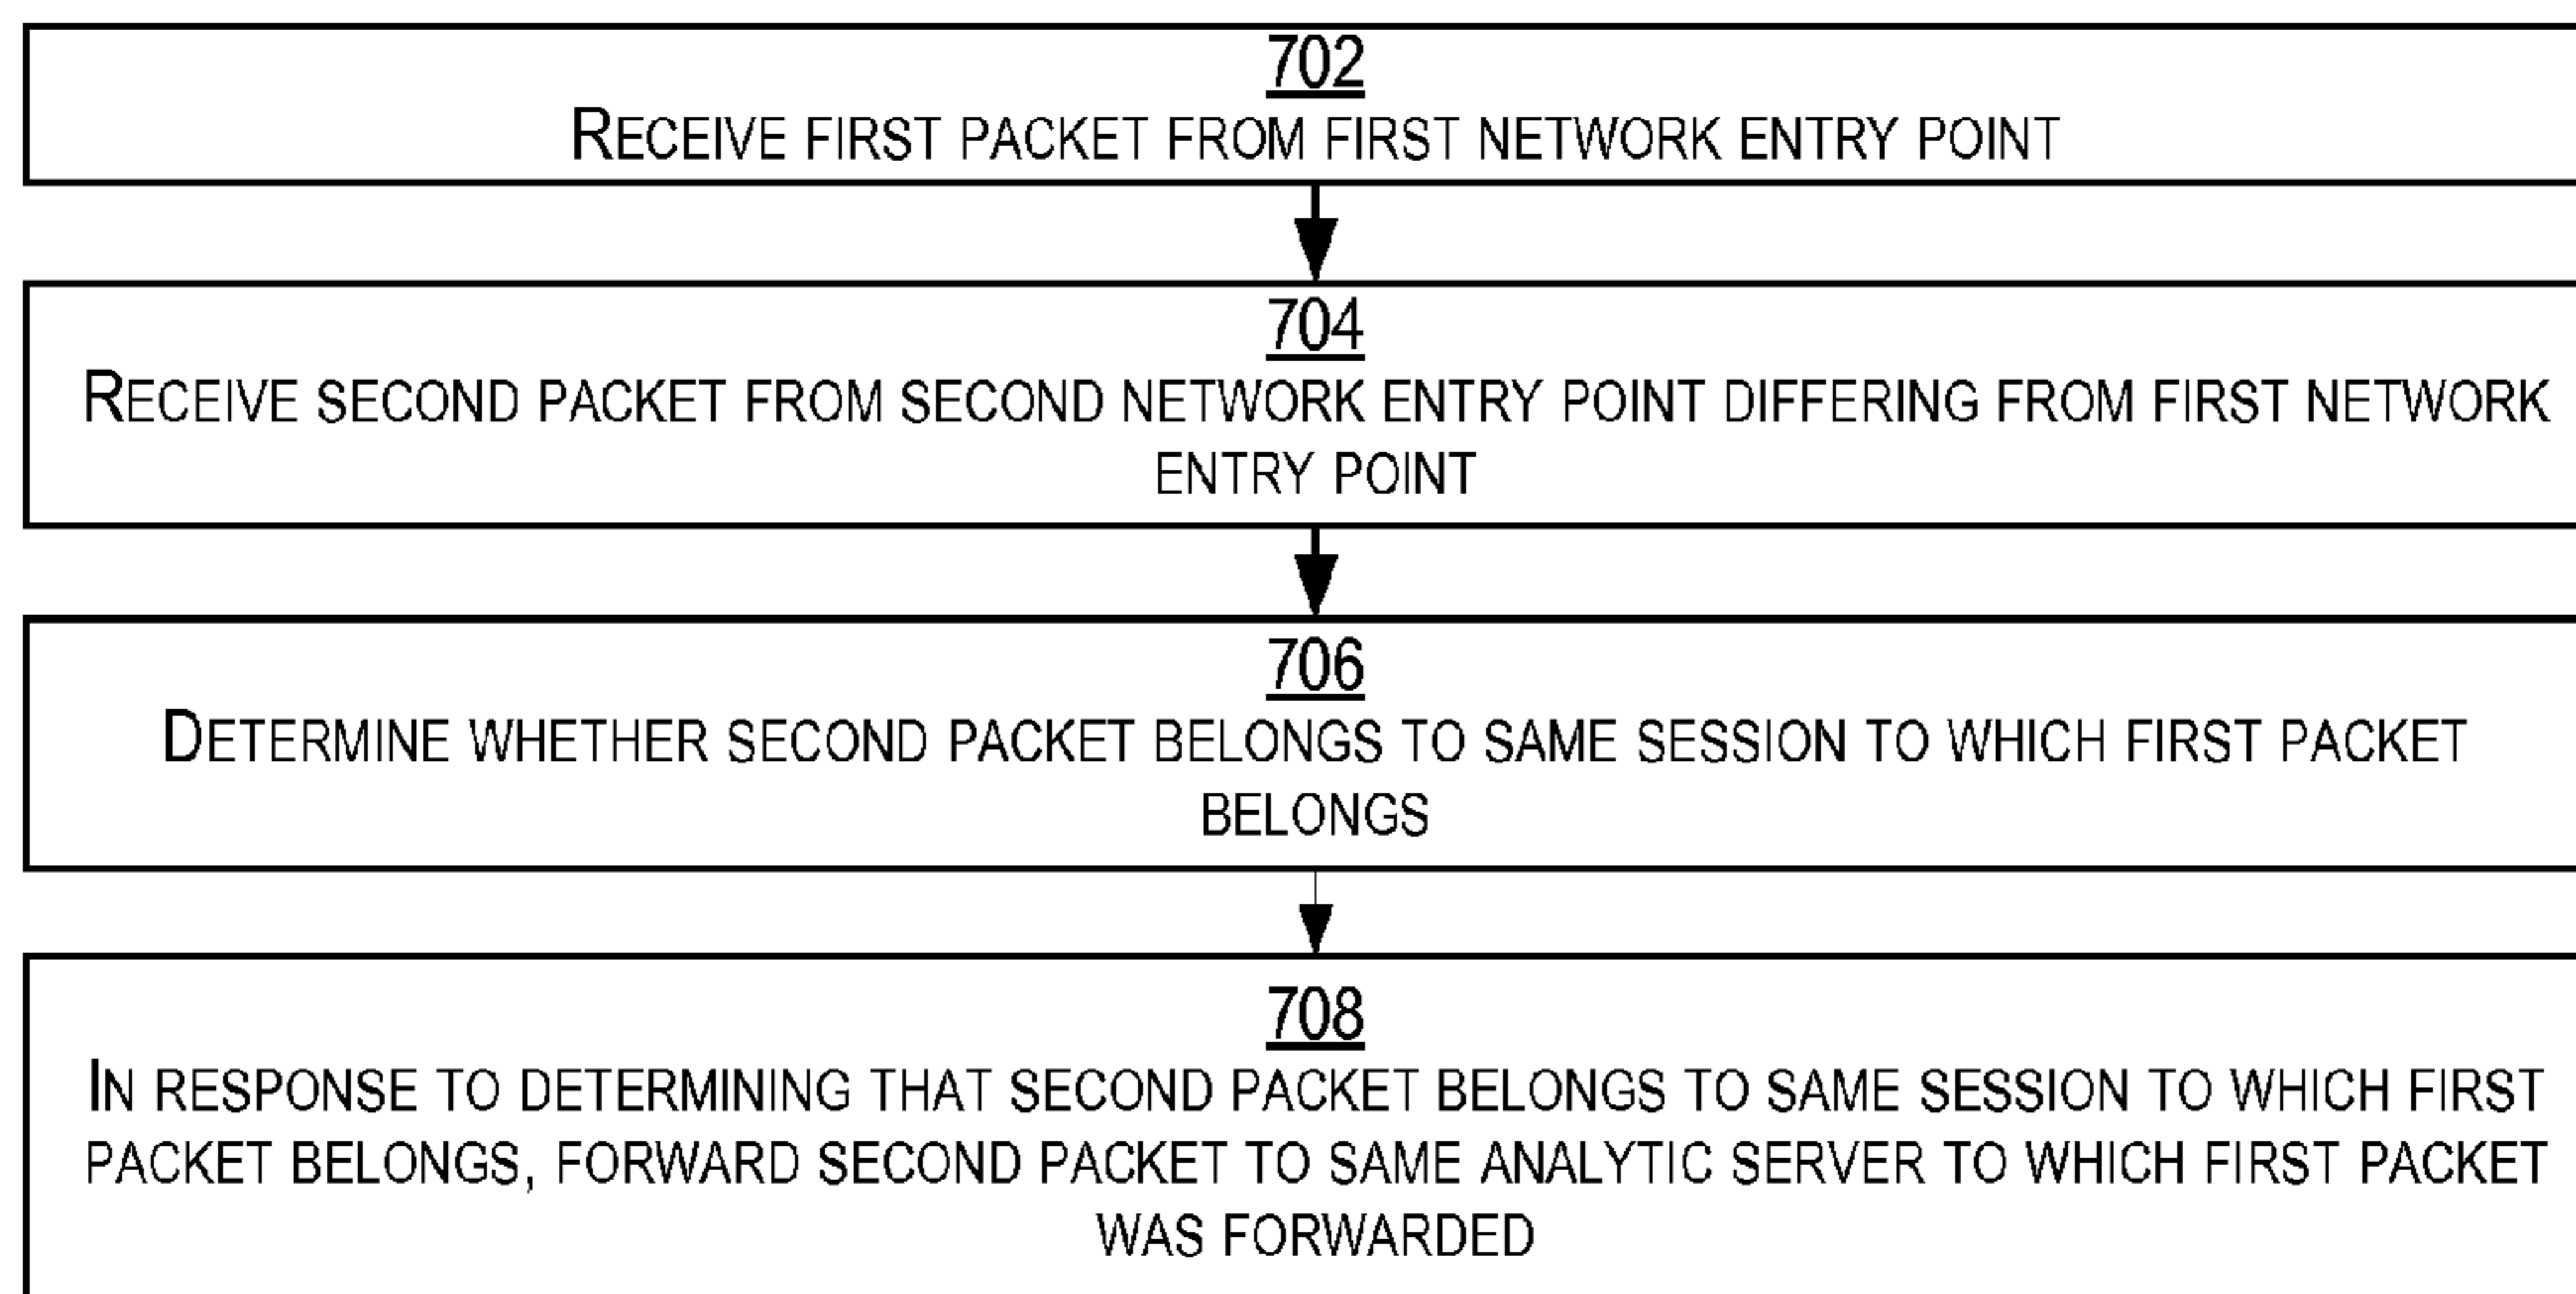 702
Receive first packet from first network entry point
704
Receive second packet from second network entry point differing from first network
entry point
706
Determine whether second packet belongs to same session to which first packet
belongs
708
In response to determining that second packet belongs to same session to which first
packet belongs, forward second packet to same analytic server to which first packet
was forwarded